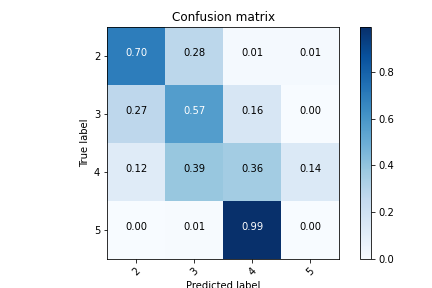 Confusion matrix
True label
2 0.70 0.28 0.01 0.01
3 0.27 0.57 0.16 0.00
4 0.12 0.39 0.36 0.14
5 0.00 0.01 0.99 0.00
2 3 4 5
Predicted label
0.8
0.6
0.4
0.2
0.0